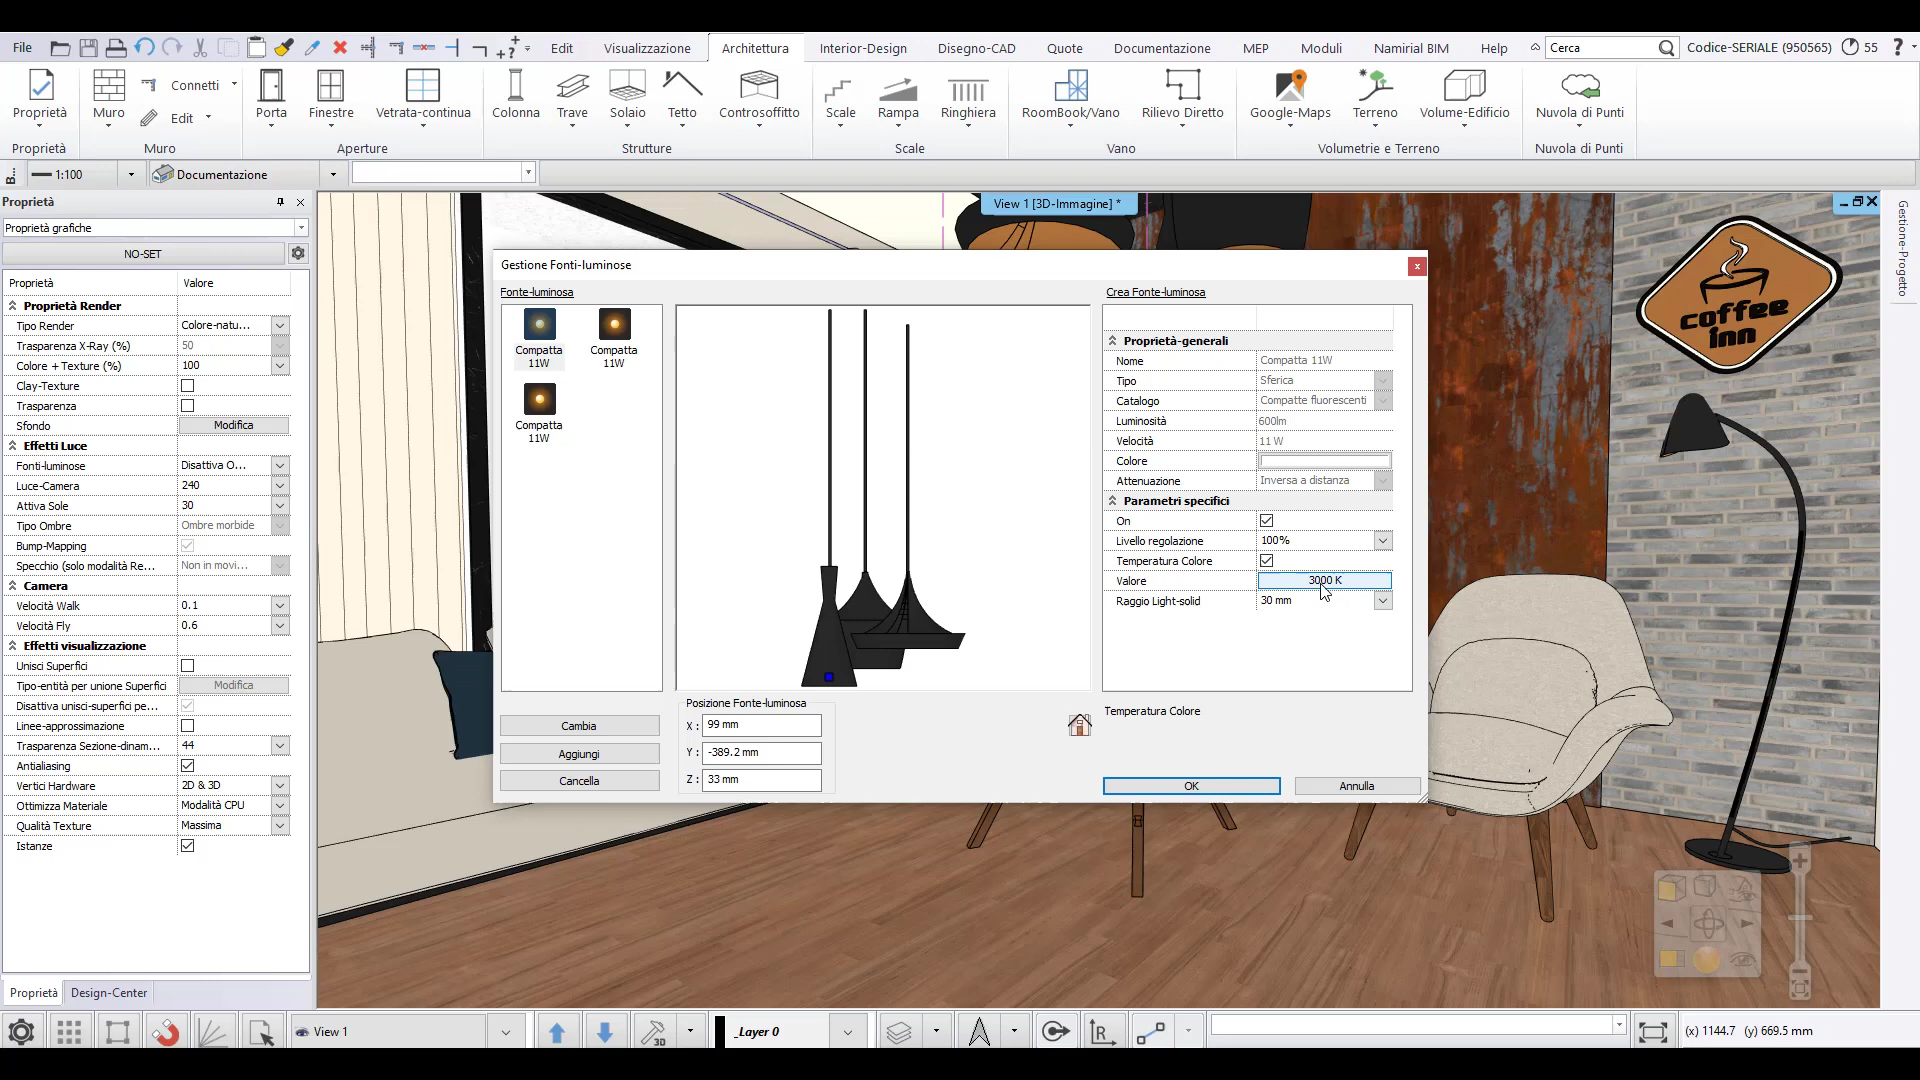 File
Edit
Visualizzazione
Architettura
Interior-Design
Disegno-CAD
Quote
Documentazione
MEP
Moduli
Namirial BIM
Help
Cerca
Codice-SERIALE (950565)
55
?
Proprietà
Muro
Connetti
Edit
Porta
Finestre
Vetrata-continua
Colonna
Trave
Solaio
Tetto
Controsoffitto
Scale
Rampa
Ringhiera
RoomBook/Vano
Rilievo Diretto
Google-Maps
Terreno
Volume-Edificio
Nuvola di Punti
Proprietà
Muro
Aperture
Strutture
Scale
Vano
Volumetrie e Terreno
Nuvola di Punti
B...
1:100
Documentazione
Proprietà
Proprietà grafiche
NO-SET
Proprietà Valore
Proprietà Render
Tipo Render Colore-natu...
Trasparenza X-Ray (%) 50
Colore + Texture (%) 100
Clay-Texture
Trasparenza
Sfondo Modifica
Effetti Luce
Fonti-luminose Disattiva O...
Luce-Camera 240
Attiva Sole 30
Tipo Ombre Ombre morbide
Bump-Mapping
Specchio (solo modalità Re... Non in movi...
Camera
Velocità Walk 0.1
Velocità Fly 0.6
Effetti visualizzazione
Unisci Superfici
Tipo-entità per unione Superfici Modifica
Disattiva unisci-superfici pe...
Linee-approssimazione
Trasparenza Sezione-dinam... 44
Antialiasing
Vertici Hardware 2D & 3D
Ottimizza Materiale Modalità CPU
Qualità Texture Massima
Istanze
Proprietà
Design-Center
View 1 [3D-Immagine] *
Gestione-Progetto
coffee
inn
Gestione Fonti-luminose
Fonte-luminosa
Compatta
11W
Compatta
11W
Compatta
11W
Cambia
Aggiungi
Cancella
Posizione Fonte-luminosa
X : 99 mm
Y : -389.2 mm
Z : 33 mm
Crea Fonte-luminosa
Proprietà-generali
Nome Compatta 11W
Tipo Sferica
Catalogo Compatte fluorescenti
Luminosità 600lm
Velocità 11 W
Colore
Attenuazione Inversa a distanza
Parametri specifici
On
Livello regolazione 100%
Temperatura Colore
Valore 3000 K
Raggio Light-solid 30 mm
Temperatura Colore
OK
Annulla
View 1
3D
_Layer 0
R
(x) 1144.7 (y) 669.5 mm